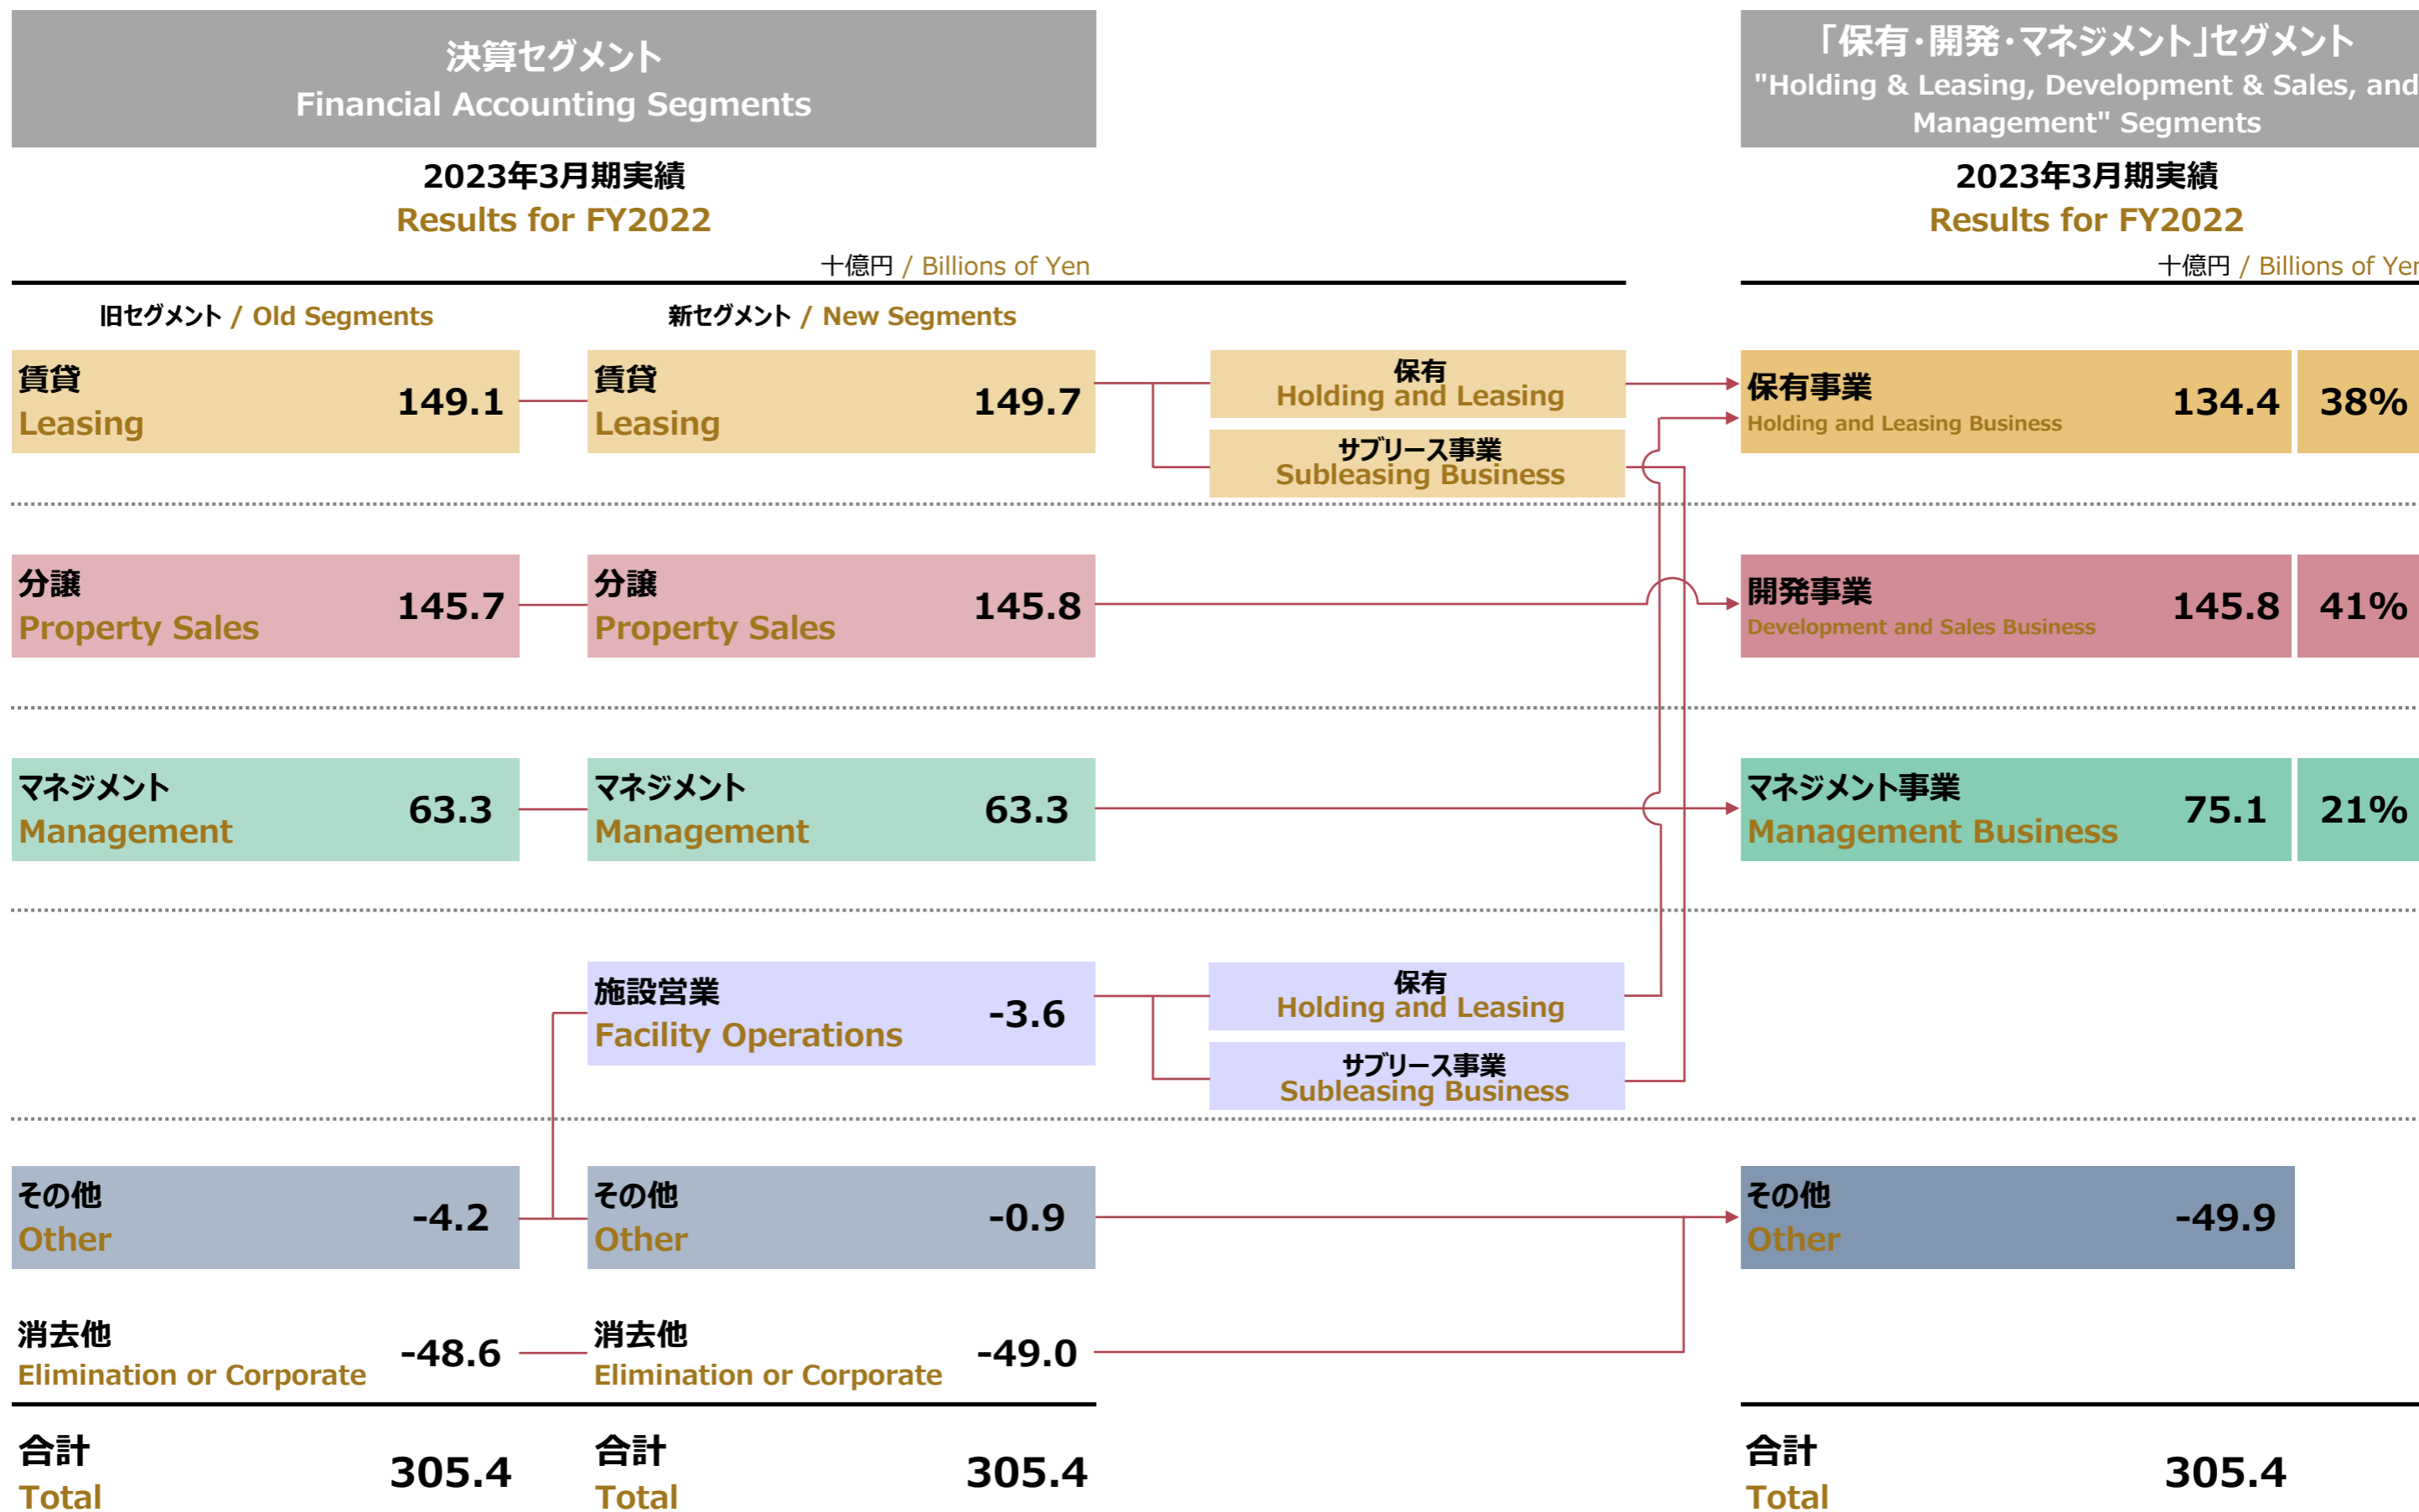 決算セグメント
Financial Accounting Segments
「保有・開発・マネジメント」セグメント
"Holding & Leasing, Development & Sales, and
Management" Segments
2023年3月期実績
Results for FY2022
2023年3月期実績
Results for FY2022
十億円 / Billions of Yen
十億円 / Billions of Yen
旧セグメント / Old Segments
新セグメント / New Segments
賃貸
Leasing
149.1
賃貸
Leasing
149.7
保有
Holding and Leasing
サブリース事業
Subleasing Business
保有事業
Holding and Leasing Business
134.4
38%
分譲
Property Sales
145.7
分譲
Property Sales
145.8
開発事業
Development and Sales Business
145.8
41%
マネジメント
Management
63.3
マネジメント
Management
63.3
マネジメント事業
Management Business
75.1
21%
施設営業
Facility Operations
-3.6
保有
Holding and Leasing
サブリース事業
Subleasing Business
その他
Other
-4.2
その他
Other
-0.9
その他
Other
-49.9
消去他
Elimination or Corporate
-48.6
消去他
Elimination or Corporate
-49.0
合計
Total
305.4
合計
Total
305.4
合計
Total
305.4